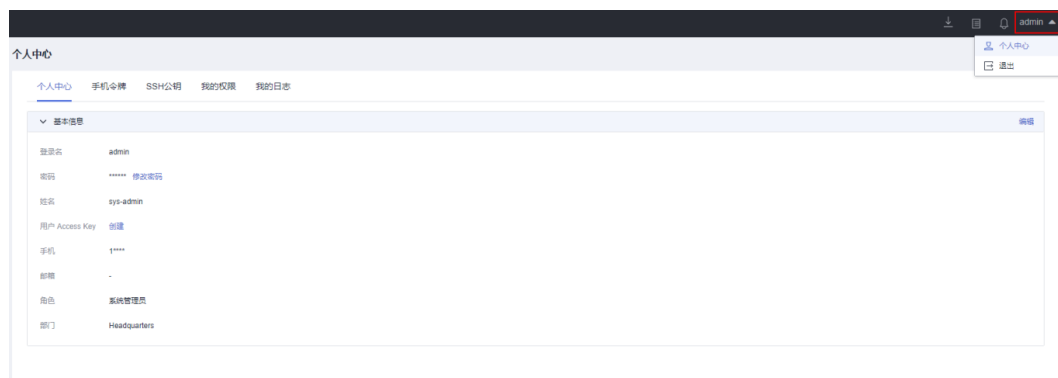 admin
个人中心
个人中心
退出
个人中心 手机令牌 SSH公钥 我的权限 我的日志
基本信息 编辑
登录名 admin
密码 ****** 修改密码
姓名 sys-admin
用户 Access Key 创建
手机 1****
邮箱 -
角色 系统管理员
部门 Headquarters